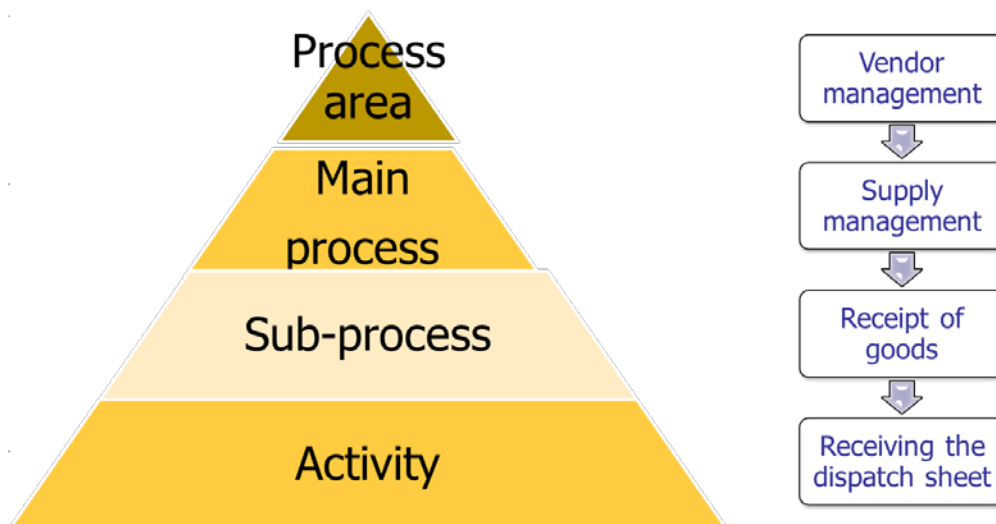 Process
area
Main
process
Sub-process
Activity
Vendor
management
Supply
management
Receipt of
goods
Receiving the
dispatch sheet